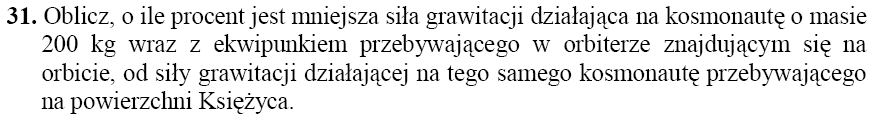 31. Oblicz, o ile procent jest mniejsza siła grawitacji działająca na kosmonautę o masie
200 kg wraz z ekwipunkiem przebywającego w orbiterze znajdującym się na
orbicie, od siły grawitacji działającej na tego samego kosmonautę przebywającego
na powierzchni Księżyca.